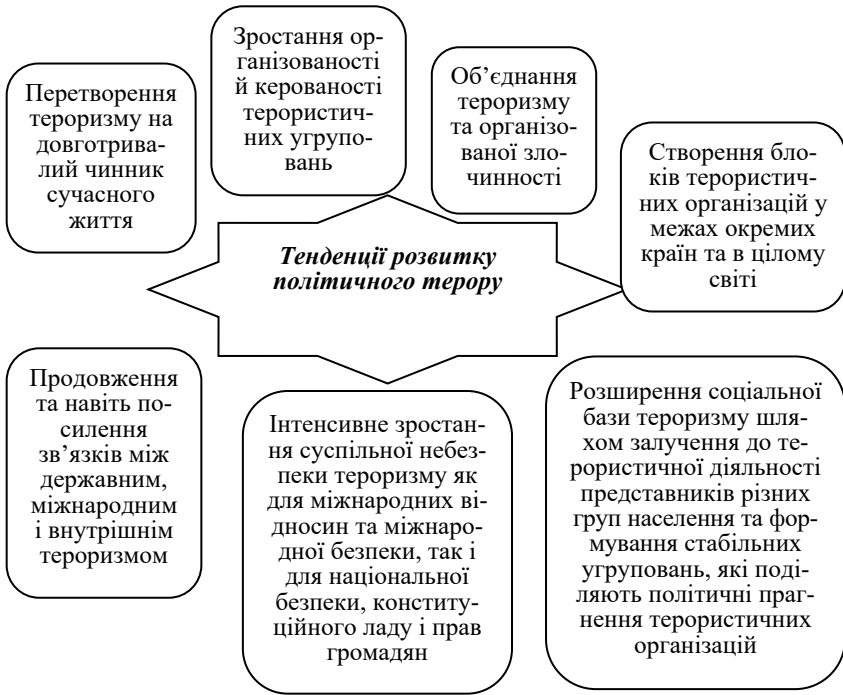 Перетворення
тероризму на
довготрива-
лий чинник
сучасного
життя
Зростання ор-
ганізованості
й керованості
терористич-
них угрупо-
вань
Об’єднання
тероризму
та організо-
ваної зло-
чинності
Створення бло-
ків терористич-
них організацій у
межах окремих
країн та в цілому
світі
Тенденції розвитку
політичного терору
Продовження
та навіть по-
силення
зв’язків між
державним,
міжнародним
і внутрішнім
тероризмом
Інтенсивне зростан-
ня суспільної небез-
пеки тероризму як
для міжнародних ві-
дносин та міжнаро-
дної безпеки, так і
для національної
безпеки, конститу-
ційного ладу і прав
громадян
Розширення соціальної
бази тероризму шля-
хом залучення до те-
рористичної діяльності
представників різних
груп населення та фор-
мування стабільних
угруповань, які поді-
ляють політичні праг-
нення терористичних
організацій